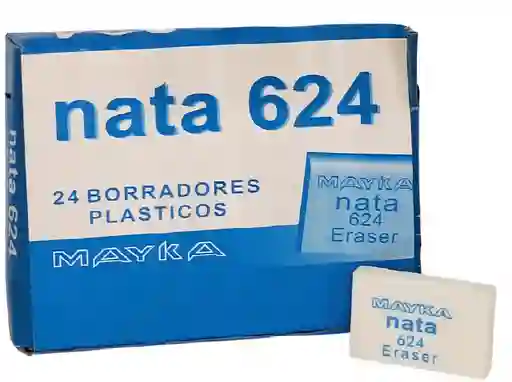 nata 624
24 BORRADORES
PLASTICOS
MAYKA
nata 624
MAYKA
nata
624
Eraser
MAYKA
nata
624
Eraser